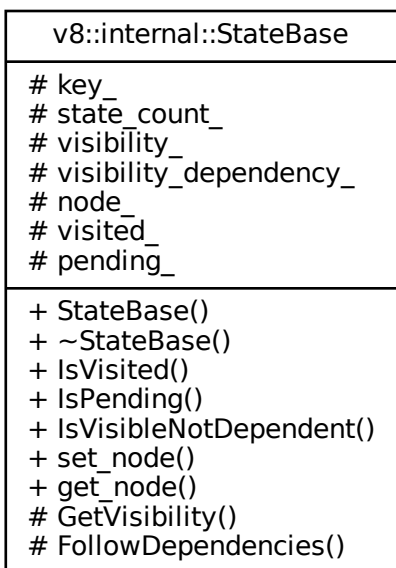 v8::internal::StateBase
# key_
# state_count_
# visibility_
# visibility_dependency_
# node_
# visited_
# pending_
+ StateBase()
+ ~StateBase()
+ IsVisited()
+ IsPending()
+ IsVisibleNotDependent()
+ set_node()
+ get_node()
# GetVisibility()
# FollowDependencies()